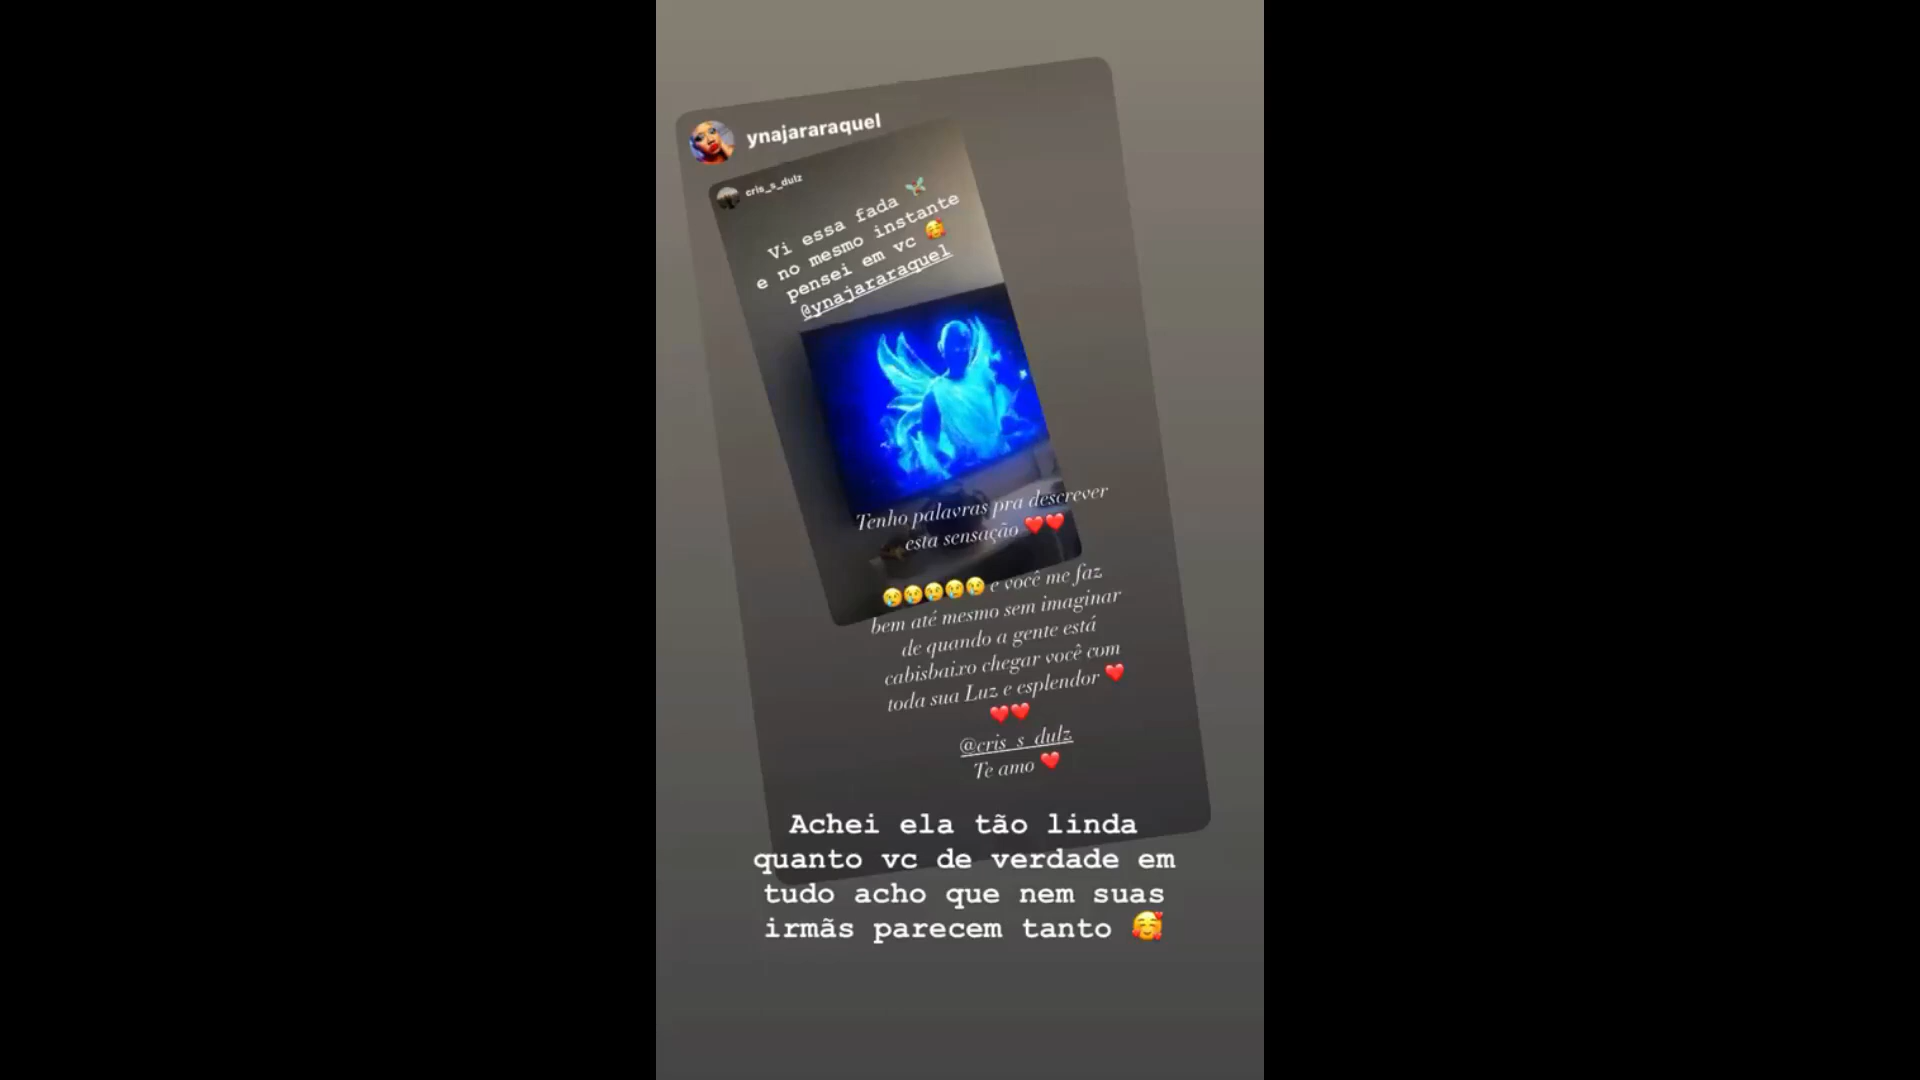 ynajararaquel
cris_s_dulz
Vi essa fada 🧚
e no mesmo instante
pensei em vc 🥰
@ynajararaquel
Tenho palavras pra descrever
esta sensação ❤️❤️
😢😢😢😢😢 e você me faz
bem até mesmo sem imaginar
de quando a gente está
cabisbaixo chegar você com
toda sua Luz e esplendor ❤️
❤️❤️
@cris_s_dulz
Te amo ❤️
Achei ela tão linda
quanto vc de verdade em
tudo acho que nem suas
irmãs parecem tanto 🥰